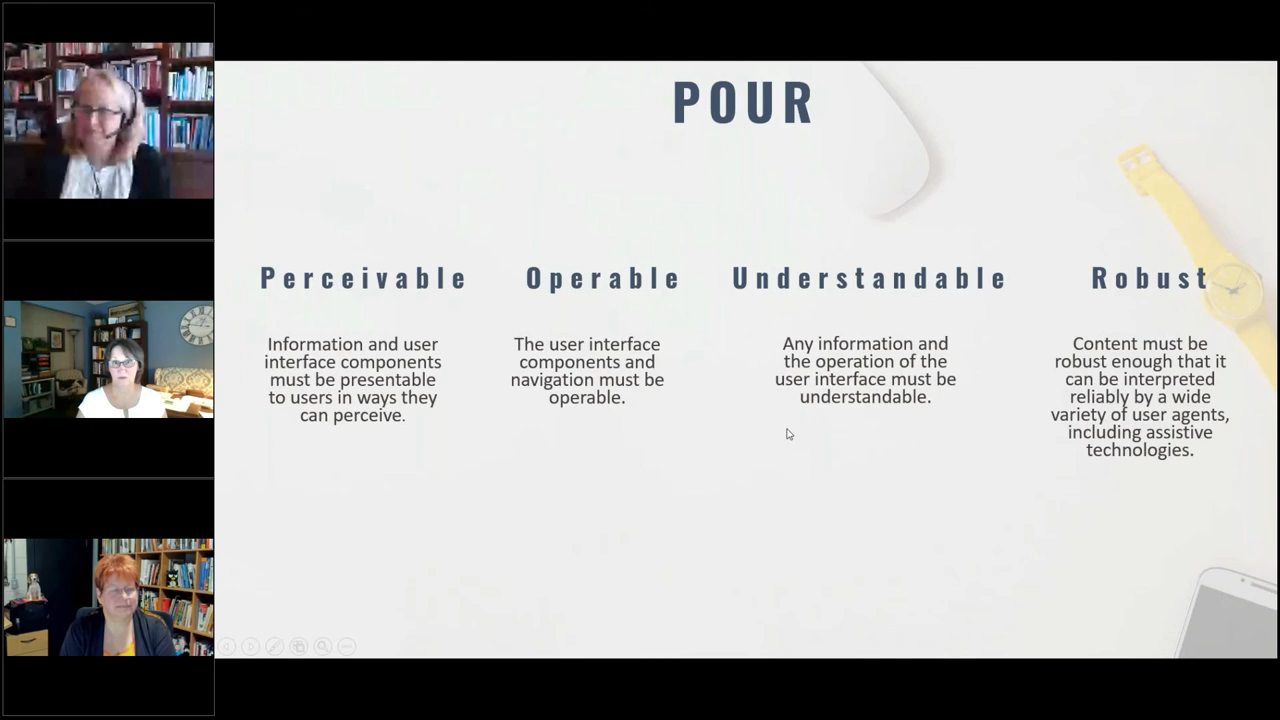 POUR
Perceivable
Information and user
interface components
must be presentable
to users in ways they
can perceive.
Operable
The user interface
components and
navigation must be
operable.
Understandable
Any information and
the operation of the
user interface must be
understandable.
Robust
Content must be
robust enough that it
can be interpreted
reliably by a wide
variety of user agents,
including assistive
technologies.